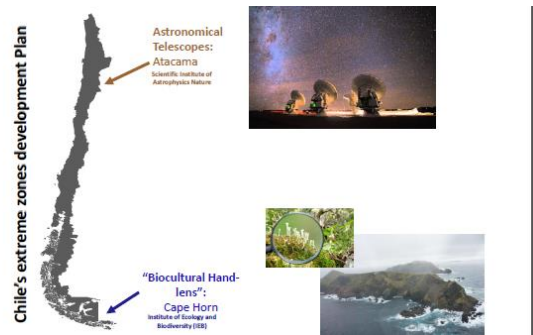 Chile's extreme zones development Plan
Astronomical
Telescopes:
Atacama
Scientific Institute of
Astrophysics Nature
"Biocultural Hand-
lens":
Cape Horn
Institute of Ecology and
Biodiversity (IEB)